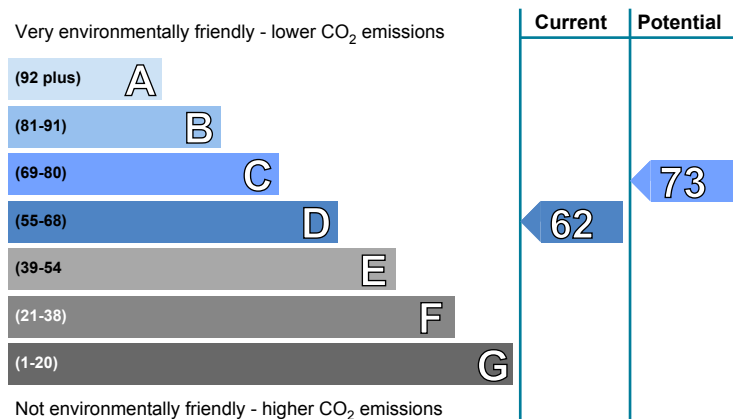 Current Potential
Very environmentally friendly - lower CO2 emissions
(92 plus) A
(81-91) B
(69-80) C
73
(55-68) D
62
(39-54 E
(21-38) F
(1-20) G
Not environmentally friendly - higher CO2 emissions